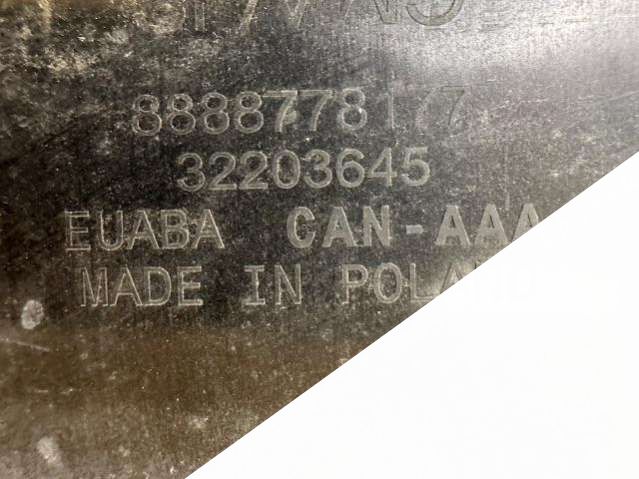 8888778177
32203645
EUABA CAN-AAA
MADE IN POLAND